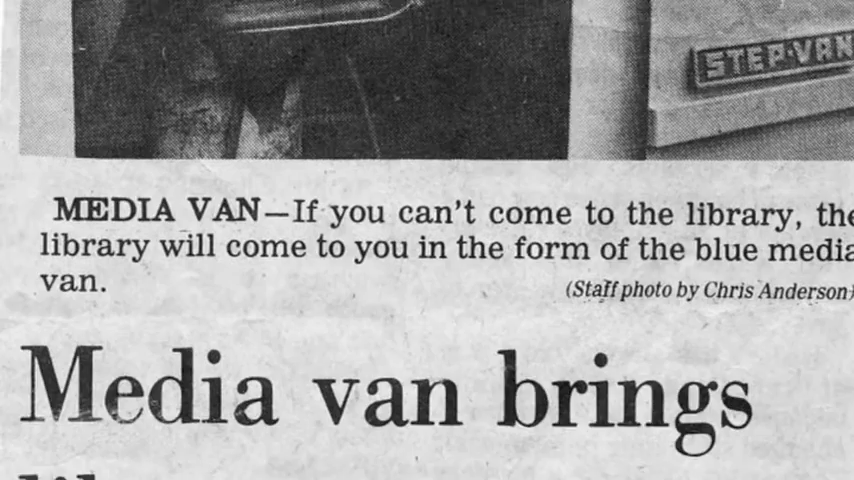 STEP-VAN
MEDIA VAN—If you can't come to the library, the
library will come to you in the form of the blue media
van.
(Staff photo by Chris Anderson)
Media van brings